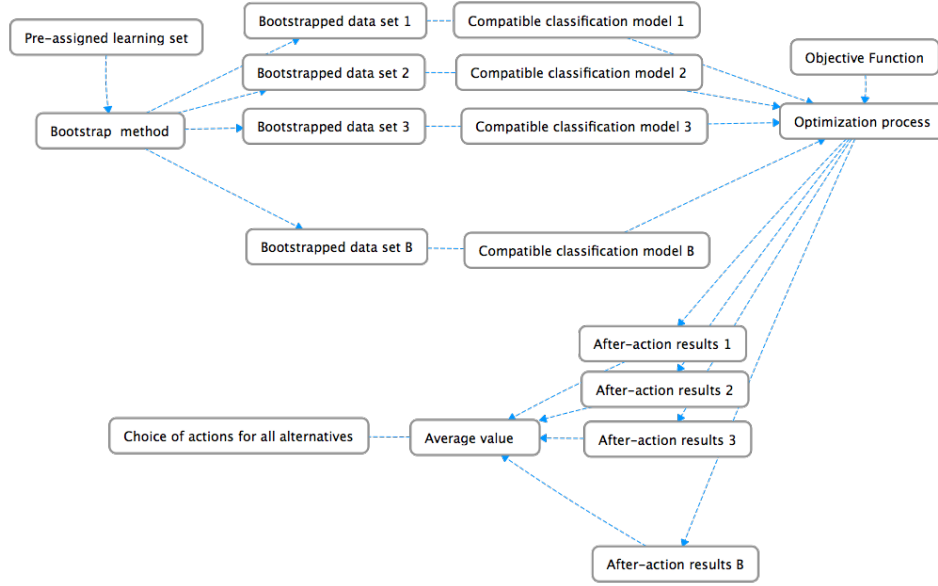 Pre-assigned learning set
Bootstrap method
Bootstrapped data set 1
Compatible classification model 1
Bootstrapped data set 2
Compatible classification model 2
Bootstrapped data set 3
Compatible classification model 3
Bootstrapped data set B
Compatible classification model B
Objective Function
Optimization process
After-action results 1
After-action results 2
After-action results 3
After-action results B
Average value
Choice of actions for all alternatives